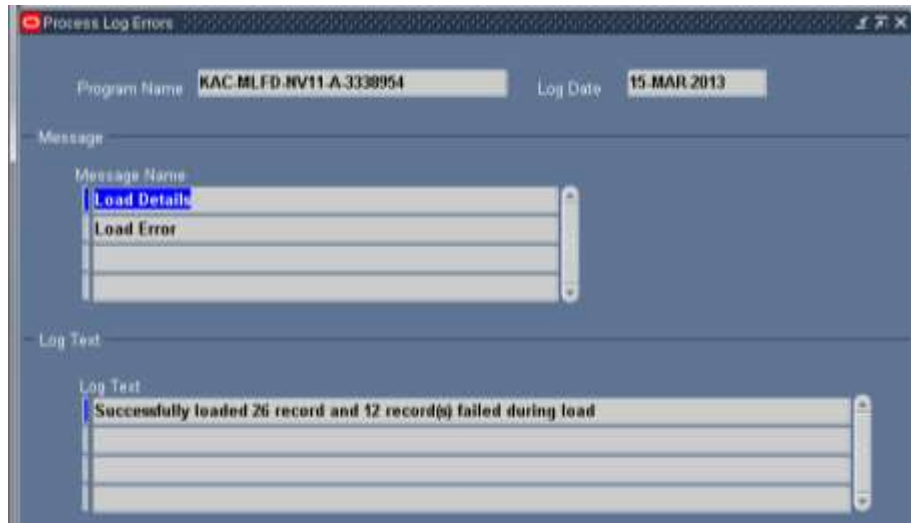 Process Log Errors
Program Name KAC-MLFD-NV11-A-3338954 Log Date 15-MAR-2013
Message
Message Name
Load Details
Load Error
Log Text
Log Text
Successfully loaded 26 record and 12 record(s) failed during load